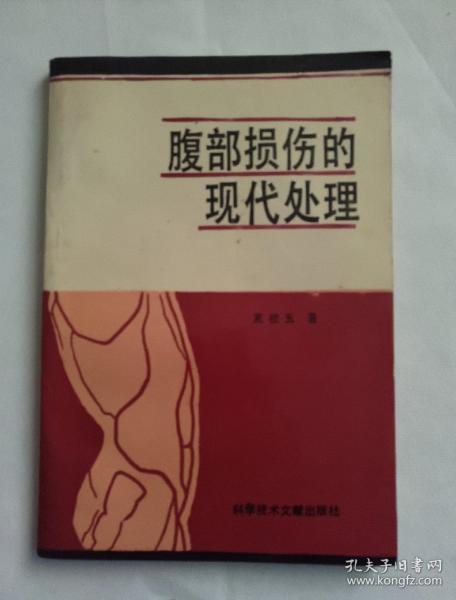 腹部损伤的
现代处理
著
科学技术文献出版社
孔夫子旧书网
www.kongfz.com